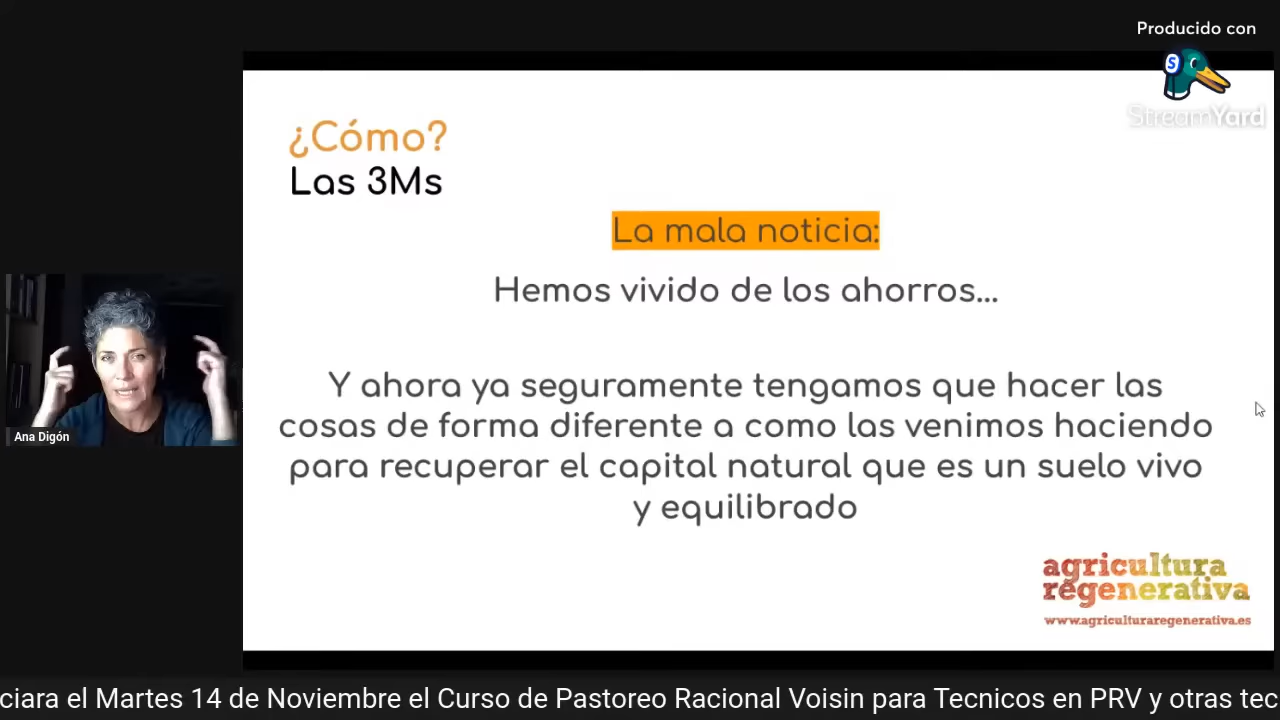 Producido con
StreamYard
¿Cómo?
Las 3Ms
La mala noticia:
Hemos vivido de los ahorros...
Y ahora ya seguramente tengamos que hacer las
cosas de forma diferente a como las venimos haciendo
para recuperar el capital natural que es un suelo vivo
y equilibrado
Ana Digón
agricultura
regenerativa
www.agriculturaregenerativa.es
ciara el Martes 14 de Noviembre el Curso de Pastoreo Racional Voisin para Tecnicos en PRV y otras tec